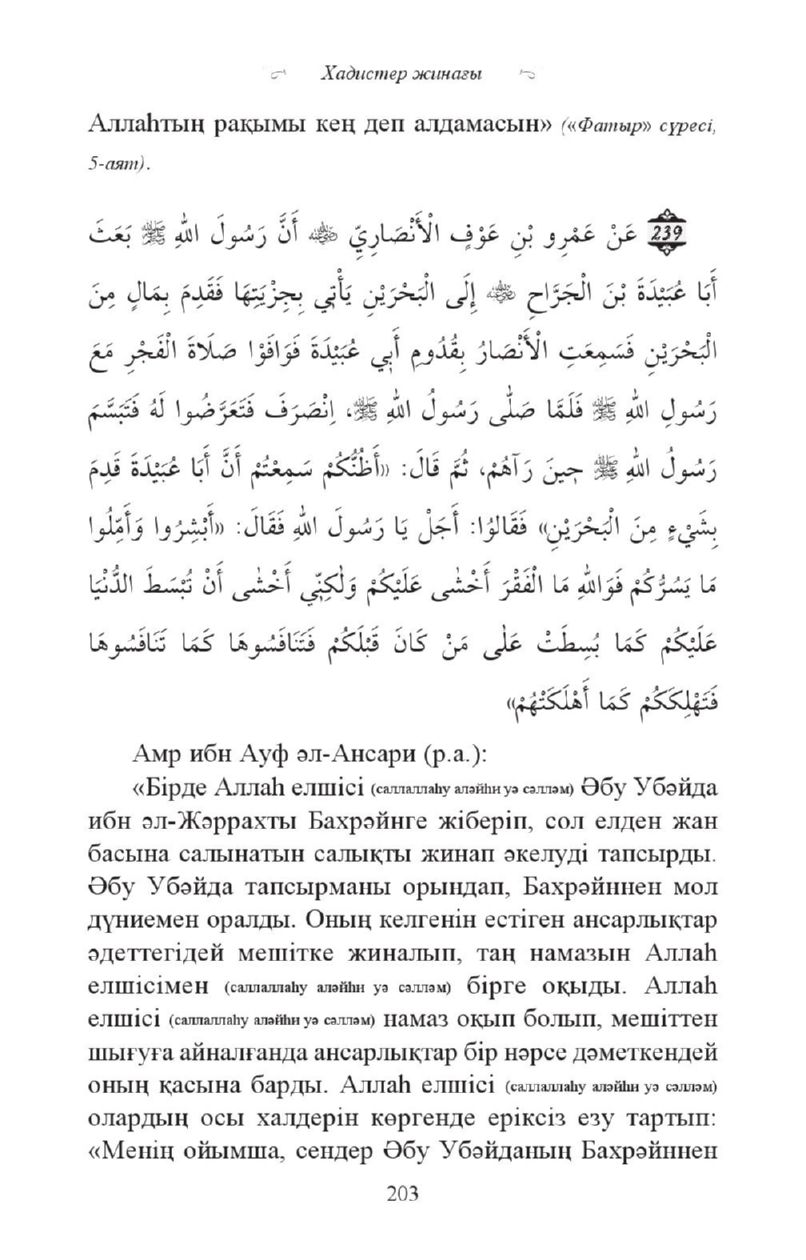 Хадистер жинағы
Аллаһтың рақымы кең деп алдамасын» («Фатыр» сүресі,
5-аят).
239 عَنْ عَمْرِو بْنِ عَوْفٍ الْأَنْصَارِيِّ ﵁ أَنَّ رَسُولَ اللهِ ﷺ بَعَثَ
أَبَا عُبَيْدَةَ بْنَ الْجَرَّاحِ ﵁ إِلَى الْبَحْرَيْنِ يَأْتِي بِجِزْيَتِهَا فَقَدِمَ بِمَالٍ مِنَ
الْبَحْرَيْنِ فَسَمِعَتِ الْأَنْصَارُ بِقُدُومِ أَبِي عُبَيْدَةَ فَوَافَوْا صَلَاةَ الْفَجْرِ مَعَ
رَسُولِ اللهِ ﷺ فَلَمَّا صَلَّى رَسُولُ اللهِ ﷺ، اِنْصَرَفَ فَتَعَرَّضُوا لَهُ فَتَبَسَّمَ
رَسُولُ اللهِ ﷺ حِينَ رَآهُمْ، ثُمَّ قَالَ: «أَظُنُّكُمْ سَمِعْتُمْ أَنَّ أَبَا عُبَيْدَةَ قَدِمَ
بِشَيْءٍ مِنَ الْبَحْرَيْنِ» فَقَالُوا: أَجَلْ يَا رَسُولَ اللهِ فَقَالَ: «أَبْشِرُوا وَأَمِّلُوا
مَا يَسُرُّكُمْ فَوَاللهِ مَا الْفَقْرَ أَخْشَى عَلَيْكُمْ وَلٰكِنِّي أَخْشَى أَنْ تُبْسَطَ الدُّنْيَا
عَلَيْكُمْ كَمَا بُسِطَتْ عَلٰى مَنْ كَانَ قَبْلَكُمْ فَتَنَافَسُوهَا كَمَا تَنَافَسُوهَا
فَتَهْلِكَكُمْ كَمَا أَهْلَكَتْهُمْ»
Амр ибн Ауф әл-Ансари (р.а.):
«Бірде Аллаһ елшісі (саллаллаһу аләйһи уә сәлләм) Әбу Убәйда
ибн әл-Жәррахты Бахрәйнге жіберіп, сол елден жан
басына салынатын салықты жинап әкелуді тапсырды.
Әбу Убәйда тапсырманы орындап, Бахрәйннен мол
дүниемен оралды. Оның келгенін естіген ансарлықтар
әдеттегідей мешітке жиналып, таң намазын Аллаһ
елшісімен (саллаллаһу аләйһи уә сәлләм) бірге оқыды. Аллаһ
елшісі (саллаллаһу аләйһи уә сәлләм) намаз оқып болып, мешіттен
шығуға айналғанда ансарлықтар бір нәрсе дәметкендей
оның қасына барды. Аллаһ елшісі (саллаллаһу аләйһи уә сәлләм)
олардың осы халдерін көргенде еріксіз езу тартып:
«Менің ойымша, сендер Әбу Убәйданың Бахрәйннен
203